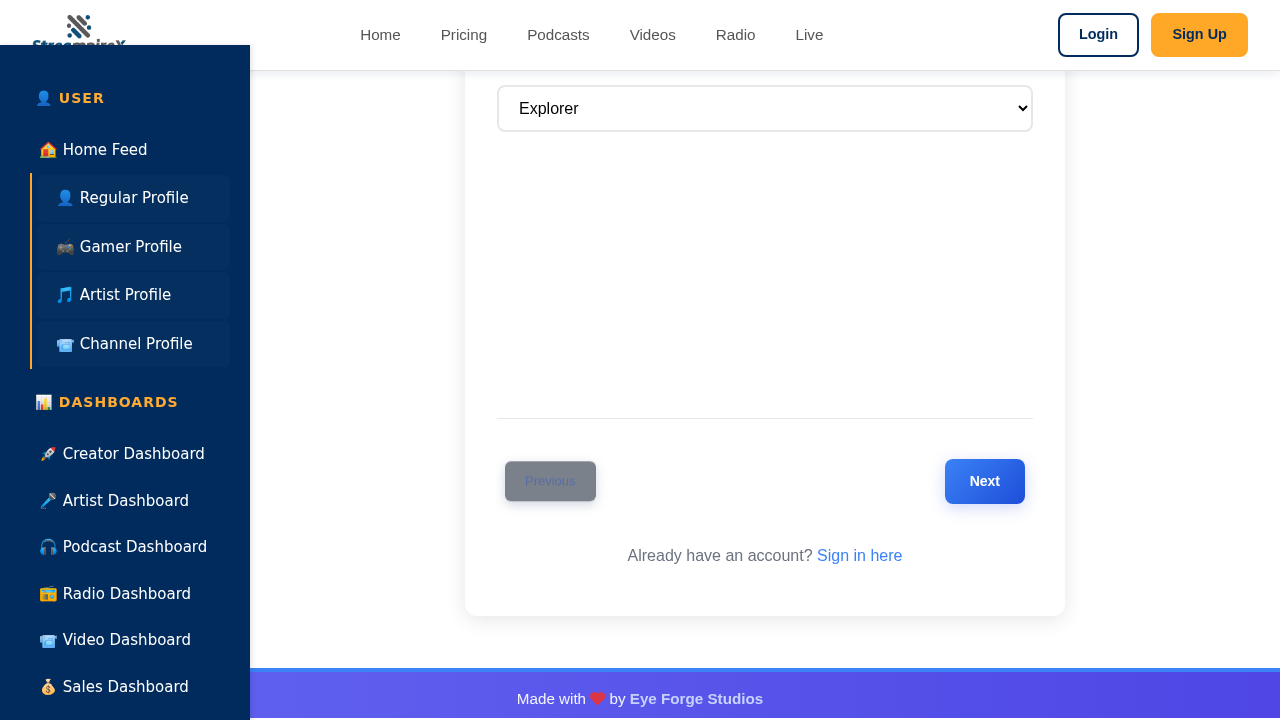 StreampireX
Home
Pricing
Podcasts
Videos
Radio
Live
Login
Sign Up
USER
Home Feed
Regular Profile
Gamer Profile
Artist Profile
Channel Profile
DASHBOARDS
Creator Dashboard
Artist Dashboard
Podcast Dashboard
Radio Dashboard
Video Dashboard
Sales Dashboard
Explorer
Previous
Next
Already have an account? Sign in here
Made with ❤️ by Eye Forge Studios